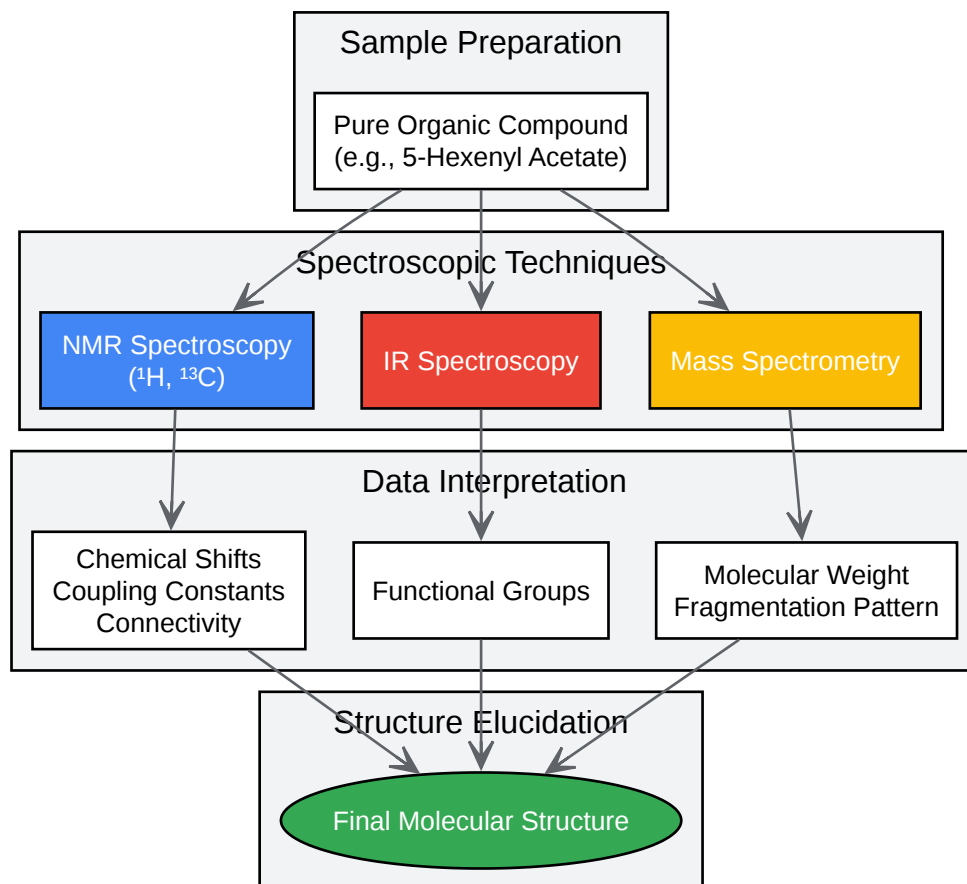 Sample Preparation
Pure Organic Compound
(e.g., 5-Hexenyl Acetate)
Spectroscopic Techniques
NMR Spectroscopy
(¹H, ¹³C)
IR Spectroscopy
Mass Spectrometry
Data Interpretation
Chemical Shifts
Coupling Constants
Connectivity
Functional Groups
Molecular Weight
Fragmentation Pattern
Structure Elucidation
Final Molecular Structure